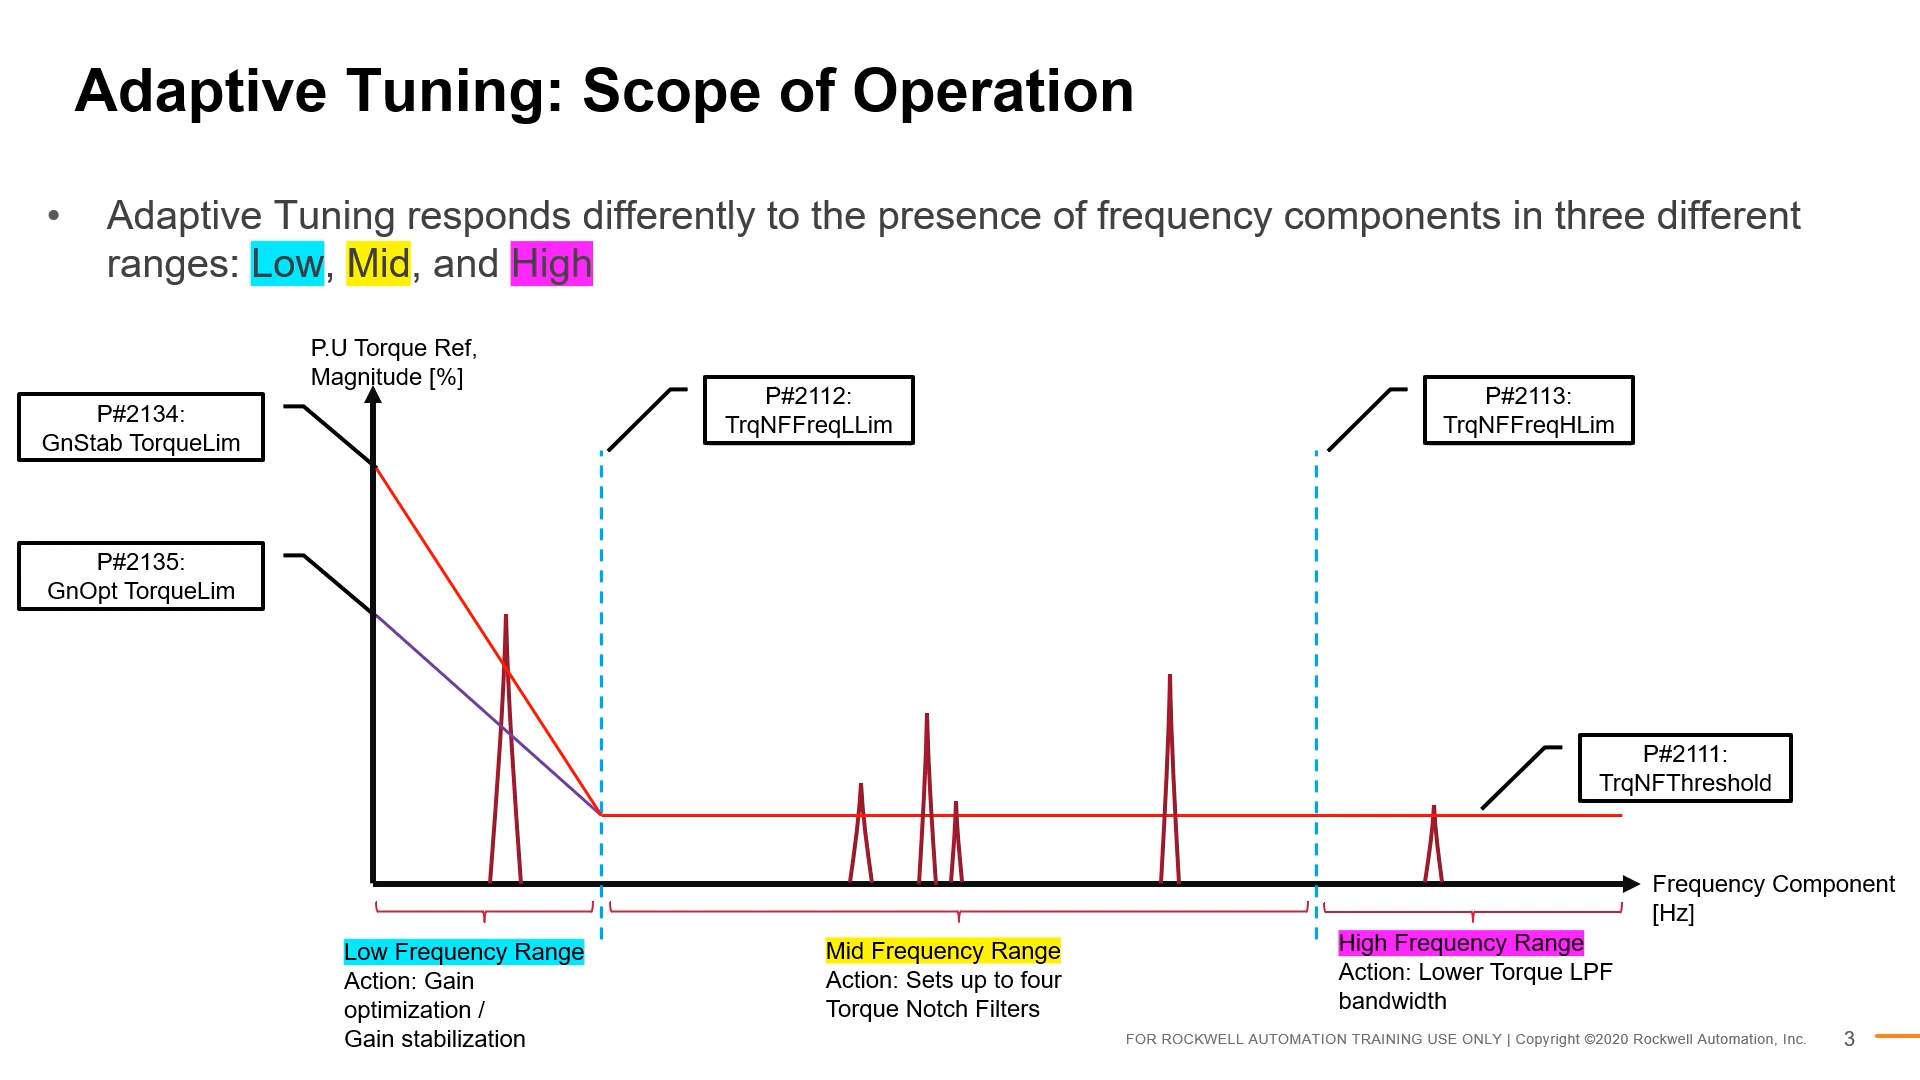 Adaptive Tuning: Scope of Operation
• Adaptive Tuning responds differently to the presence of frequency components in three different
ranges: Low, Mid, and High
P.U Torque Ref,
Magnitude [%]
P#2134:
GnStab TorqueLim
P#2112:
TrqNFFreqLLim
P#2113:
TrqNFFreqHLim
P#2135:
GnOpt TorqueLim
P#2111:
TrqNFThreshold
Frequency Component
[Hz]
Low Frequency Range
Action: Gain
optimization /
Gain stabilization
Mid Frequency Range
Action: Sets up to four
Torque Notch Filters
High Frequency Range
Action: Lower Torque LPF
bandwidth
FOR ROCKWELL AUTOMATION TRAINING USE ONLY | Copyright ©2020 Rockwell Automation, Inc. 3